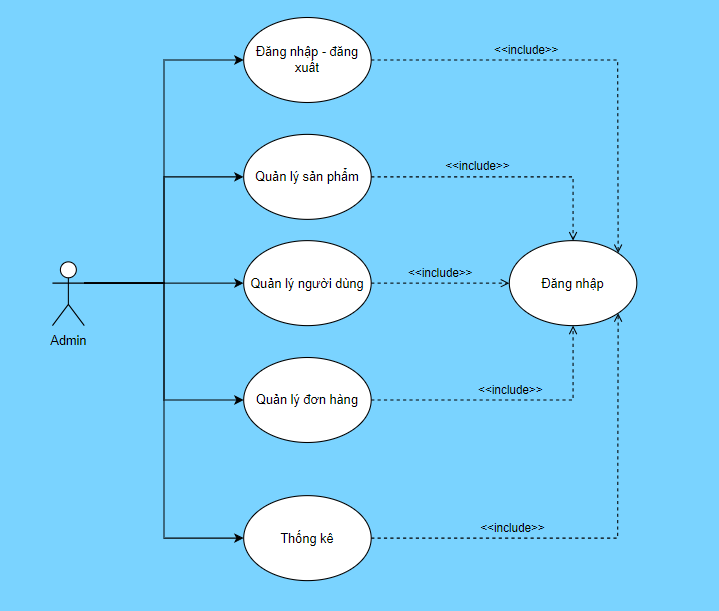 Đăng nhập - đăng
xuất
<<include>>
Quản lý sản phẩm
<<include>>
Quản lý người dùng
<<include>>
Đăng nhập
Admin
Quản lý đơn hàng
<<include>>
Thống kê
<<include>>